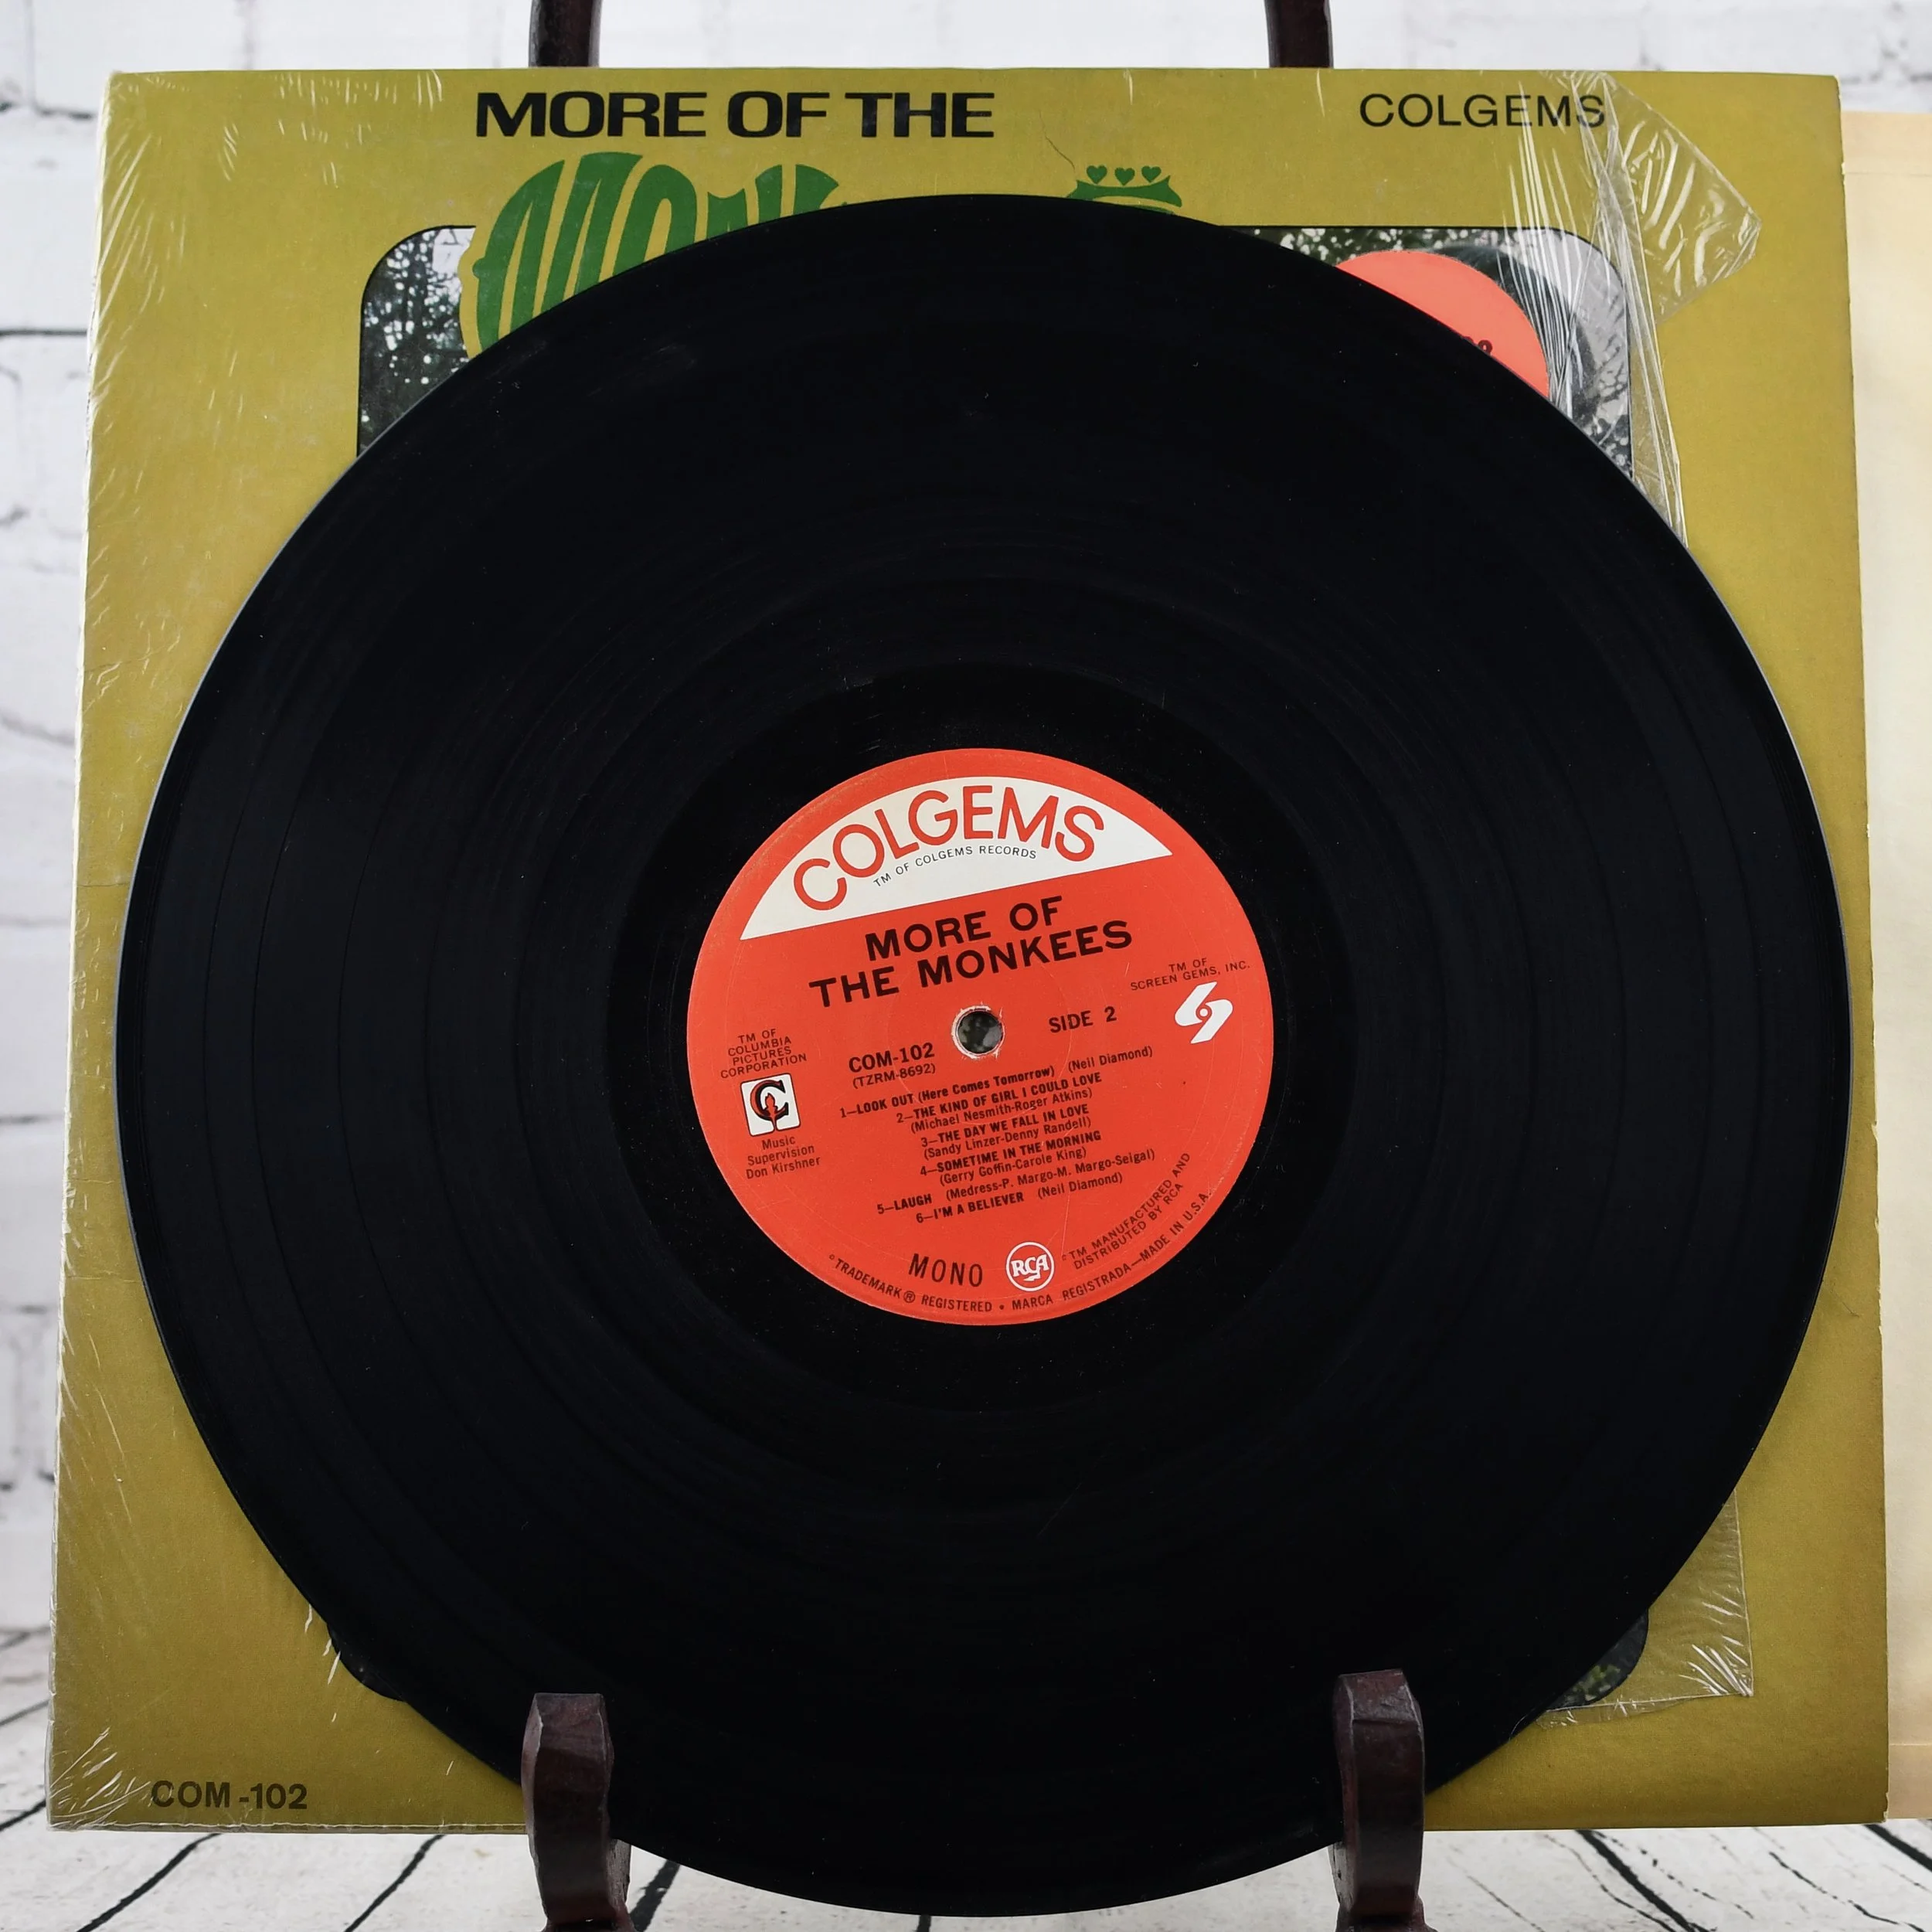 MORE OF THE
COLGEMS
COLGEMS
TM OF COLGEMS RECORDS
MORE OF
THE MONKEES
TM OF
SCREEN GEMS, INC.
SIDE 2
TM OF
COLUMBIA
PICTURES
CORPORATION
Music
Supervision
Don Kirshner
COM-102
(TZRM-8692)
1—LOOK OUT (Here Comes Tomorrow) (Neil Diamond)
2—THE KIND OF GIRL I COULD LOVE
(Michael Nesmith-Roger Atkins)
3—THE DAY WE FALL IN LOVE
(Sandy Linzer-Denny Randell)
4—SOMETIME IN THE MORNING
(Gerry Goffin-Carole King)
5—LAUGH (Medress-P. Margo-M. Margo-Seigal)
6—I'M A BELIEVER (Neil Diamond)
MONO
RCA
TM MANUFACTURED AND
DISTRIBUTED BY RCA
TRADEMARK ® REGISTERED • MARCA REGISTRADA—MADE IN U.S.A.
COM-102